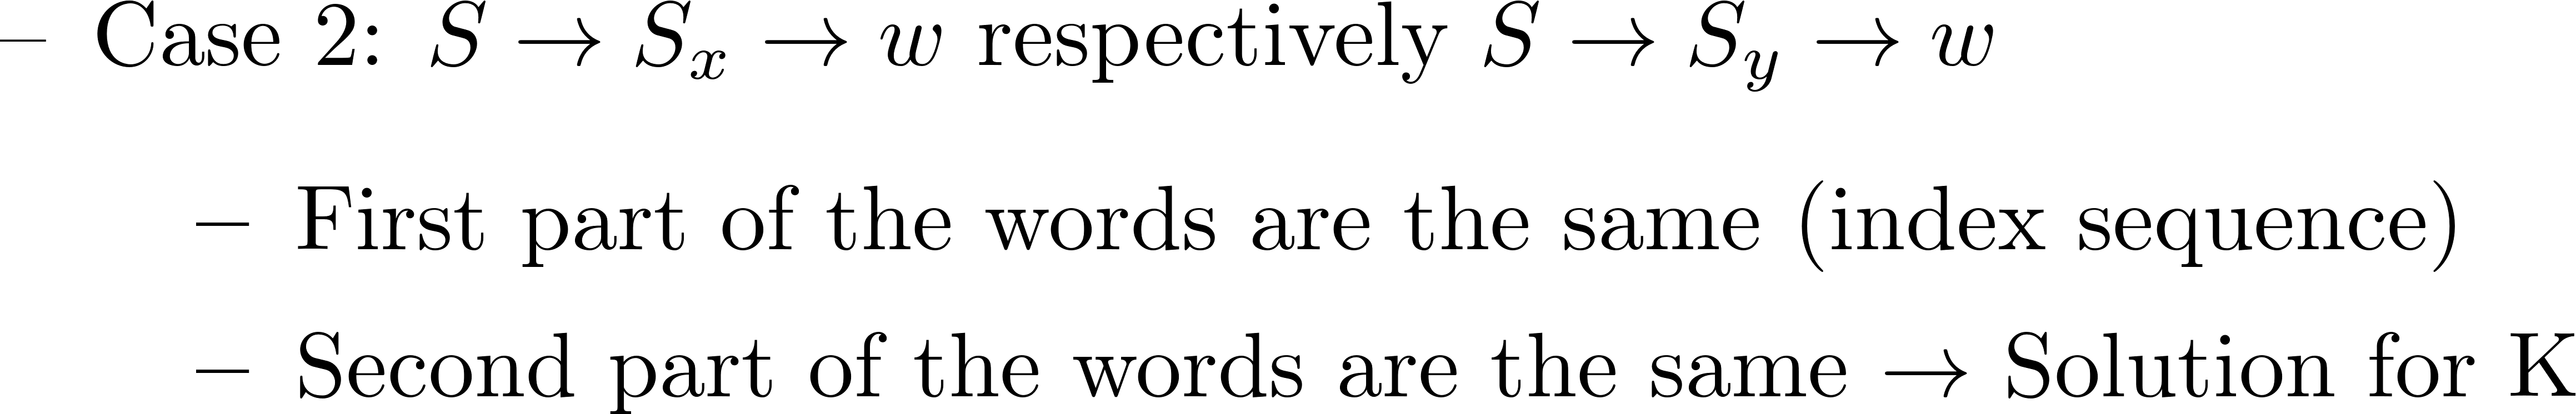 – Case 2: S → S_x → w respectively S → S_y → w
– First part of the words are the same (index sequence)
– Second part of the words are the same → Solution for K